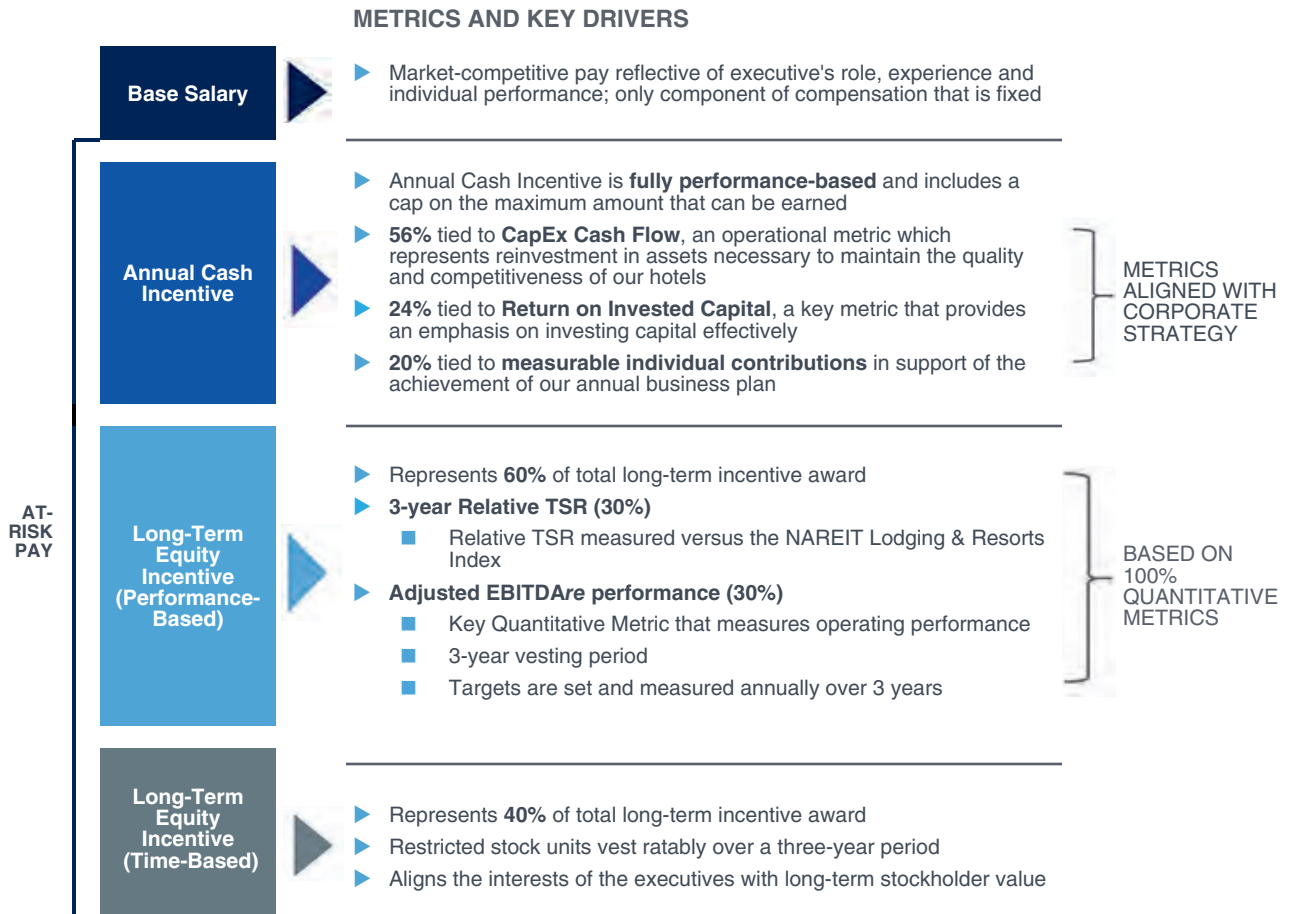 METRICS AND KEY DRIVERS
Base Salary
Market-competitive pay reflective of executive's role, experience and
individual performance; only component of compensation that is fixed
AT-
RISK
PAY
Annual Cash
Incentive
Annual Cash Incentive is fully performance-based and includes a
cap on the maximum amount that can be earned
56% tied to CapEx Cash Flow, an operational metric which
represents reinvestment in assets necessary to maintain the quality
and competitiveness of our hotels
24% tied to Return on Invested Capital, a key metric that provides
an emphasis on investing capital effectively
20% tied to measurable individual contributions in support of the
achievement of our annual business plan
METRICS
ALIGNED WITH
CORPORATE
STRATEGY
Long-Term
Equity
Incentive
(Performance-
Based)
Represents 60% of total long-term incentive award
3-year Relative TSR (30%)
Relative TSR measured versus the NAREIT Lodging & Resorts
Index
Adjusted EBITDAre performance (30%)
Key Quantitative Metric that measures operating performance
3-year vesting period
Targets are set and measured annually over 3 years
BASED ON
100%
QUANTITATIVE
METRICS
Long-Term
Equity
Incentive
(Time-Based)
Represents 40% of total long-term incentive award
Restricted stock units vest ratably over a three-year period
Aligns the interests of the executives with long-term stockholder value